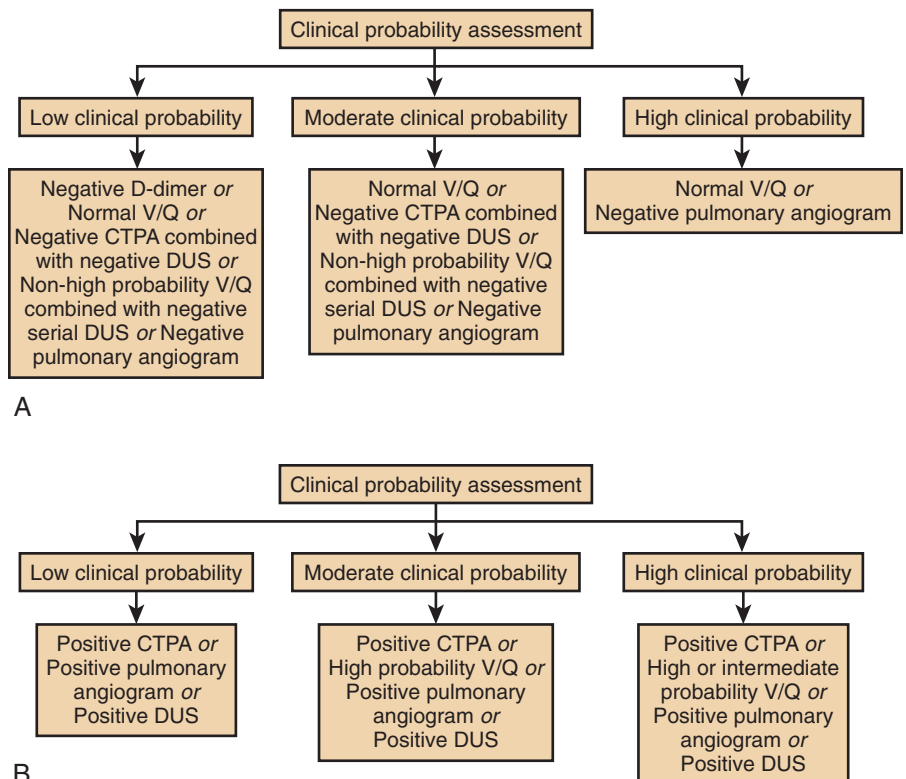 Clinical probability assessment
Low clinical probability
Moderate clinical probability
High clinical probability
Negative D-dimer or
Normal V/Q or
Negative CTPA combined
with negative DUS or
Non-high probability V/Q
combined with negative
serial DUS or Negative
pulmonary angiogram
Normal V/Q or
Negative CTPA combined
with negative DUS or
Non-high probability V/Q
combined with negative
serial DUS or Negative
pulmonary angiogram
Normal V/Q or
Negative pulmonary angiogram
A
Clinical probability assessment
Low clinical probability
Moderate clinical probability
High clinical probability
Positive CTPA or
Positive pulmonary
angiogram or
Positive DUS
Positive CTPA or
High probability V/Q or
Positive pulmonary
angiogram or
Positive DUS
Positive CTPA or
High or intermediate
probability V/Q or
Positive pulmonary
angiogram or
Positive DUS
B